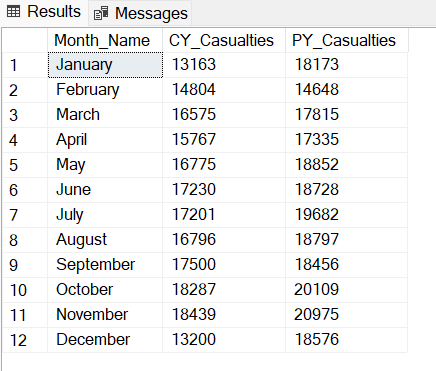 Results Messages
Month_Name CY_Casualties PY_Casualties
1 January 13163 18173
2 February 14804 14648
3 March 16575 17815
4 April 15767 17335
5 May 16775 18852
6 June 17230 18728
7 July 17201 19682
8 August 16796 18797
9 September 17500 18456
10 October 18287 20109
11 November 18439 20975
12 December 13200 18576